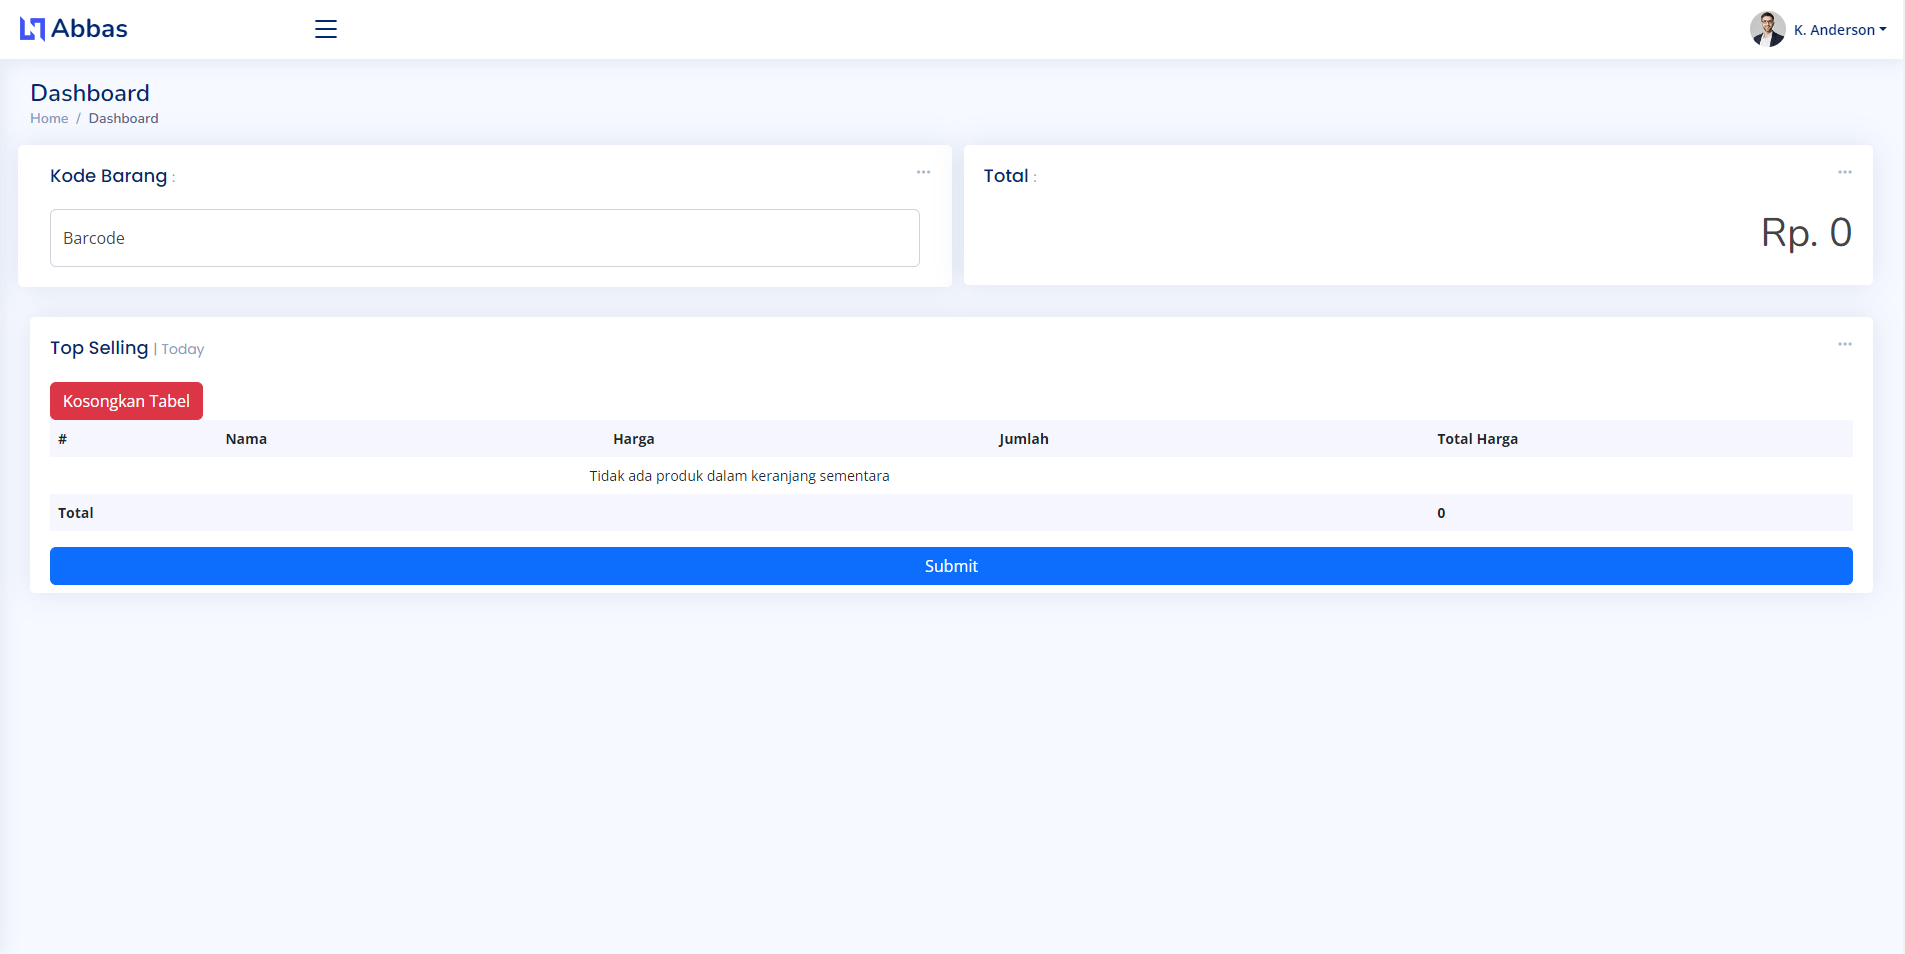 Abbas
K. Anderson
Dashboard
Home / Dashboard
Kode Barang :
Barcode
Total :
Rp. 0
Top Selling | Today
Kosongkan Tabel
# Nama Harga Jumlah Total Harga
Tidak ada produk dalam keranjang sementara
Total 0
Submit